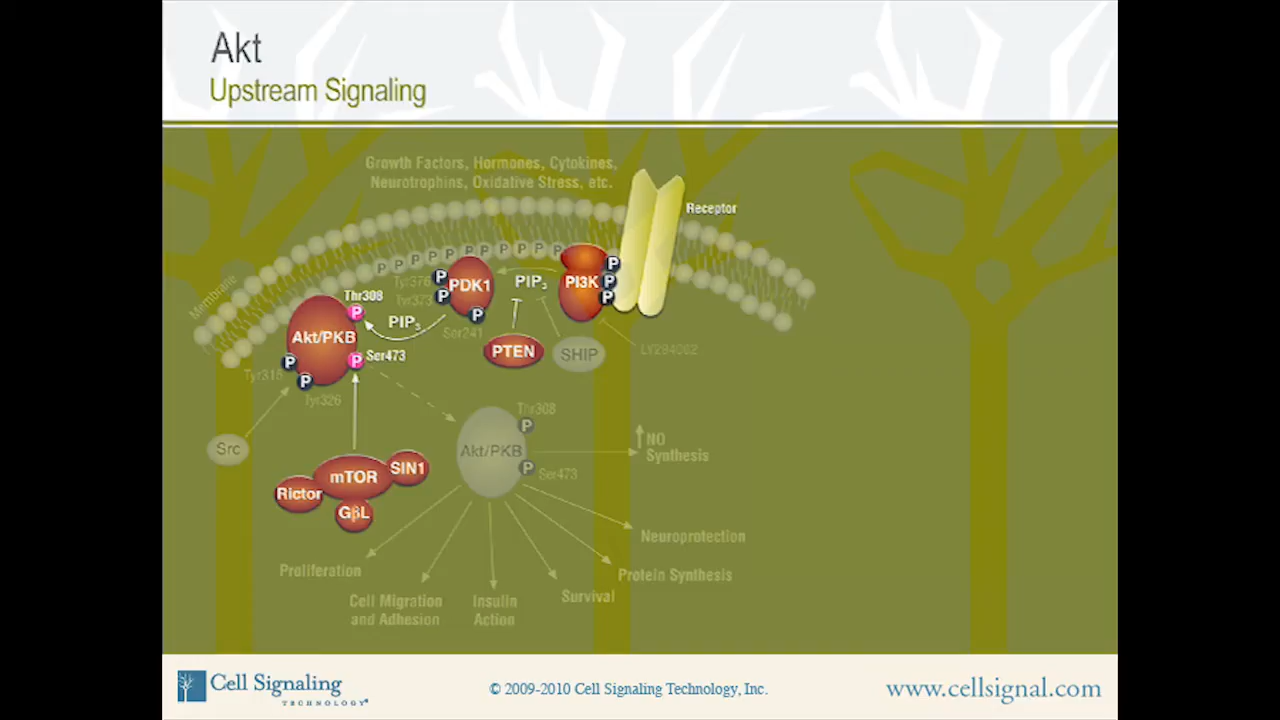 Akt
Upstream Signaling
Growth Factors, Hormones, Cytokines,
Neurotrophins, Oxidative Stress, etc.
Receptor
Membrane
P P P P P P P P P P P
P
P
P
PI3K
PIP3
PDK1
P
P
P
Tyr376
Tyr373
Ser241
Thr308
P
PIP3
Akt/PKB
P
Ser473
P
P
Tyr315
Tyr326
PTEN
SHIP
LY294002
Src
Thr308
P
Akt/PKB
P
Ser473
NO
Synthesis
mTOR
SIN1
Rictor
GβL
Neuroprotection
Proliferation
Protein Synthesis
Cell Migration
and Adhesion
Insulin
Action
Survival
Cell Signaling
TECHNOLOGY
© 2009-2010 Cell Signaling Technology, Inc.
www.cellsignal.com